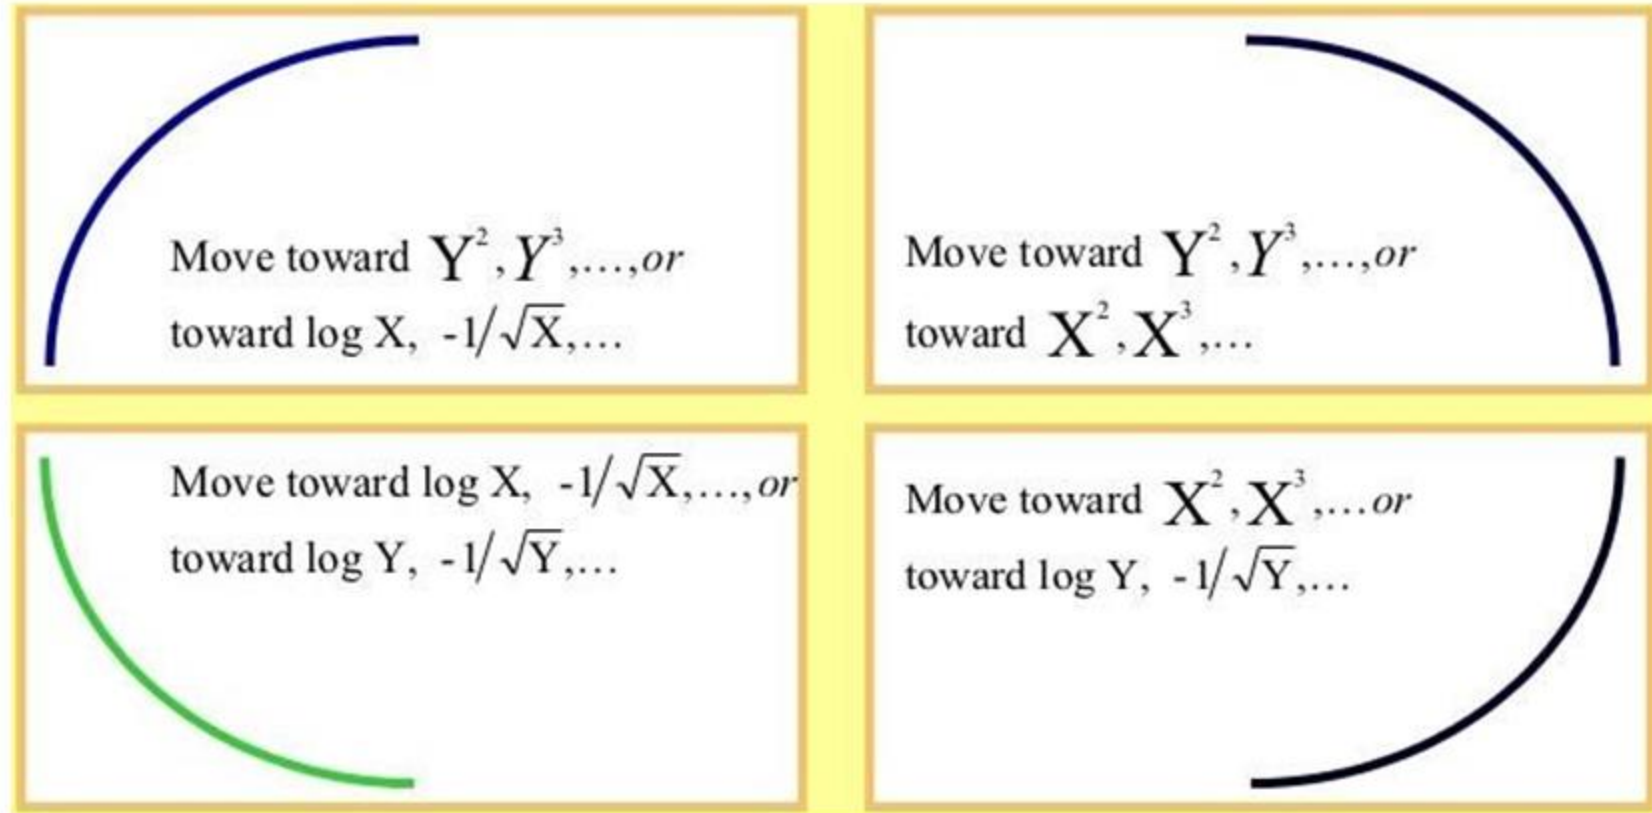 Move toward Y², Y³,...,or
toward log X, -1/√X,...
Move toward Y², Y³,...,or
toward X², X³,...
Move toward log X, -1/√X,...,or
toward log Y, -1/√Y,...
Move toward X², X³,...or
toward log Y, -1/√Y,...